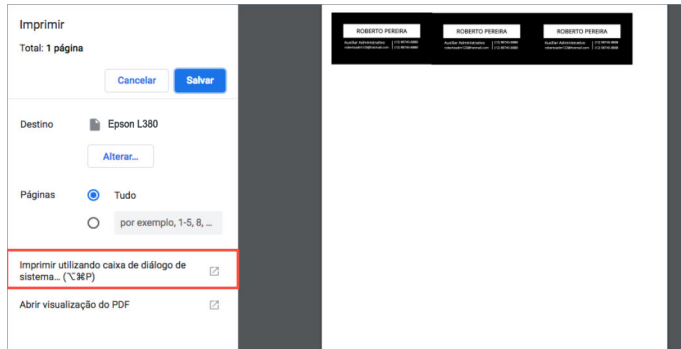 Imprimir
Total: 1 página
Cancelar
Salvar
Destino
Epson L380
Alterar...
Páginas
Tudo
por exemplo, 1-5, 8, ...
Imprimir utilizando caixa de diálogo de
sistema... (⌥⌘P)
Abrir visualização do PDF
ROBERTO PEREIRA
ROBERTO PEREIRA
ROBERTO PEREIRA
Auxiliar Administrativo
Auxiliar Administrativo
Auxiliar Administrativo